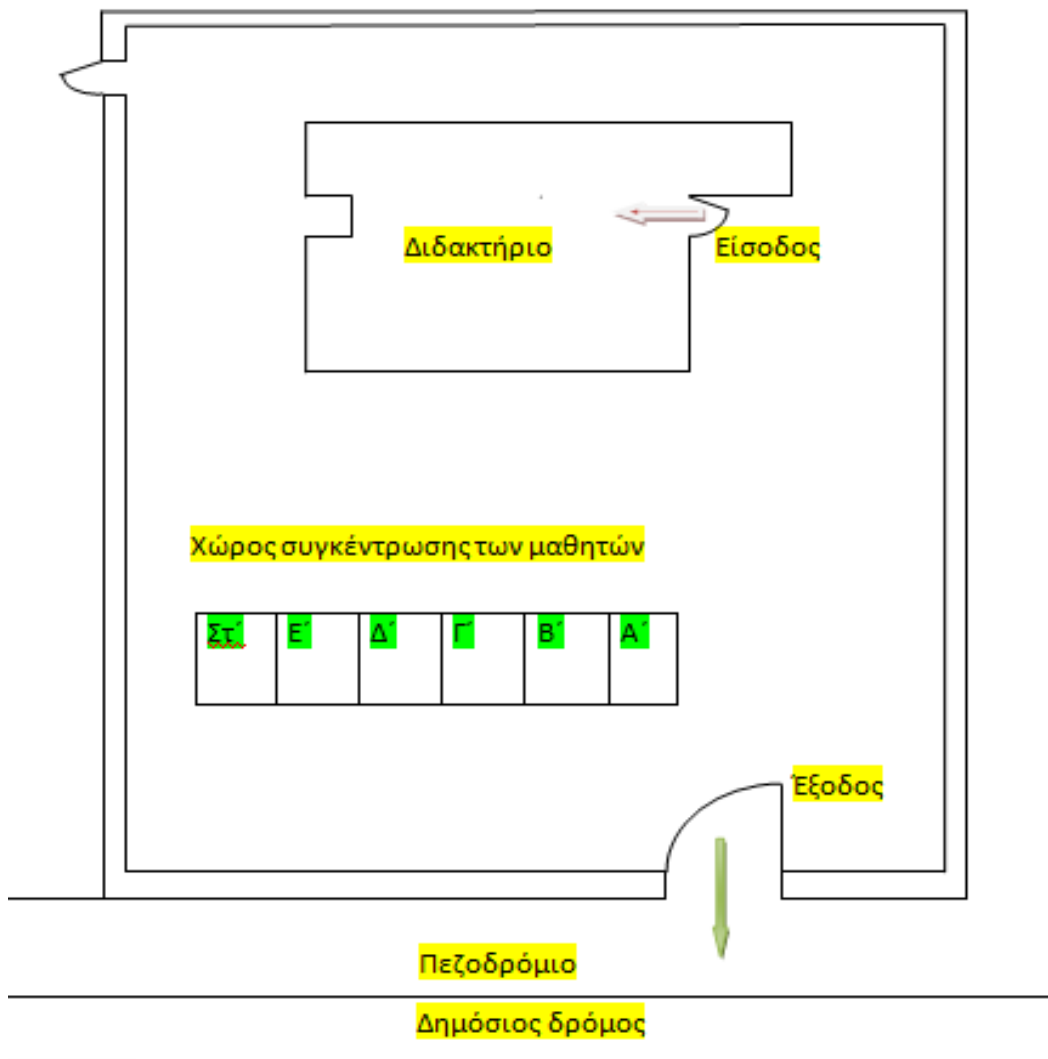 Διδακτήριο
Είσοδος
Χώρος συγκέντρωσης των μαθητών
Στ΄ Ε΄ Δ΄ Γ΄ Β΄ Α΄
Έξοδος
Πεζοδρόμιο
Δημόσιος δρόμος